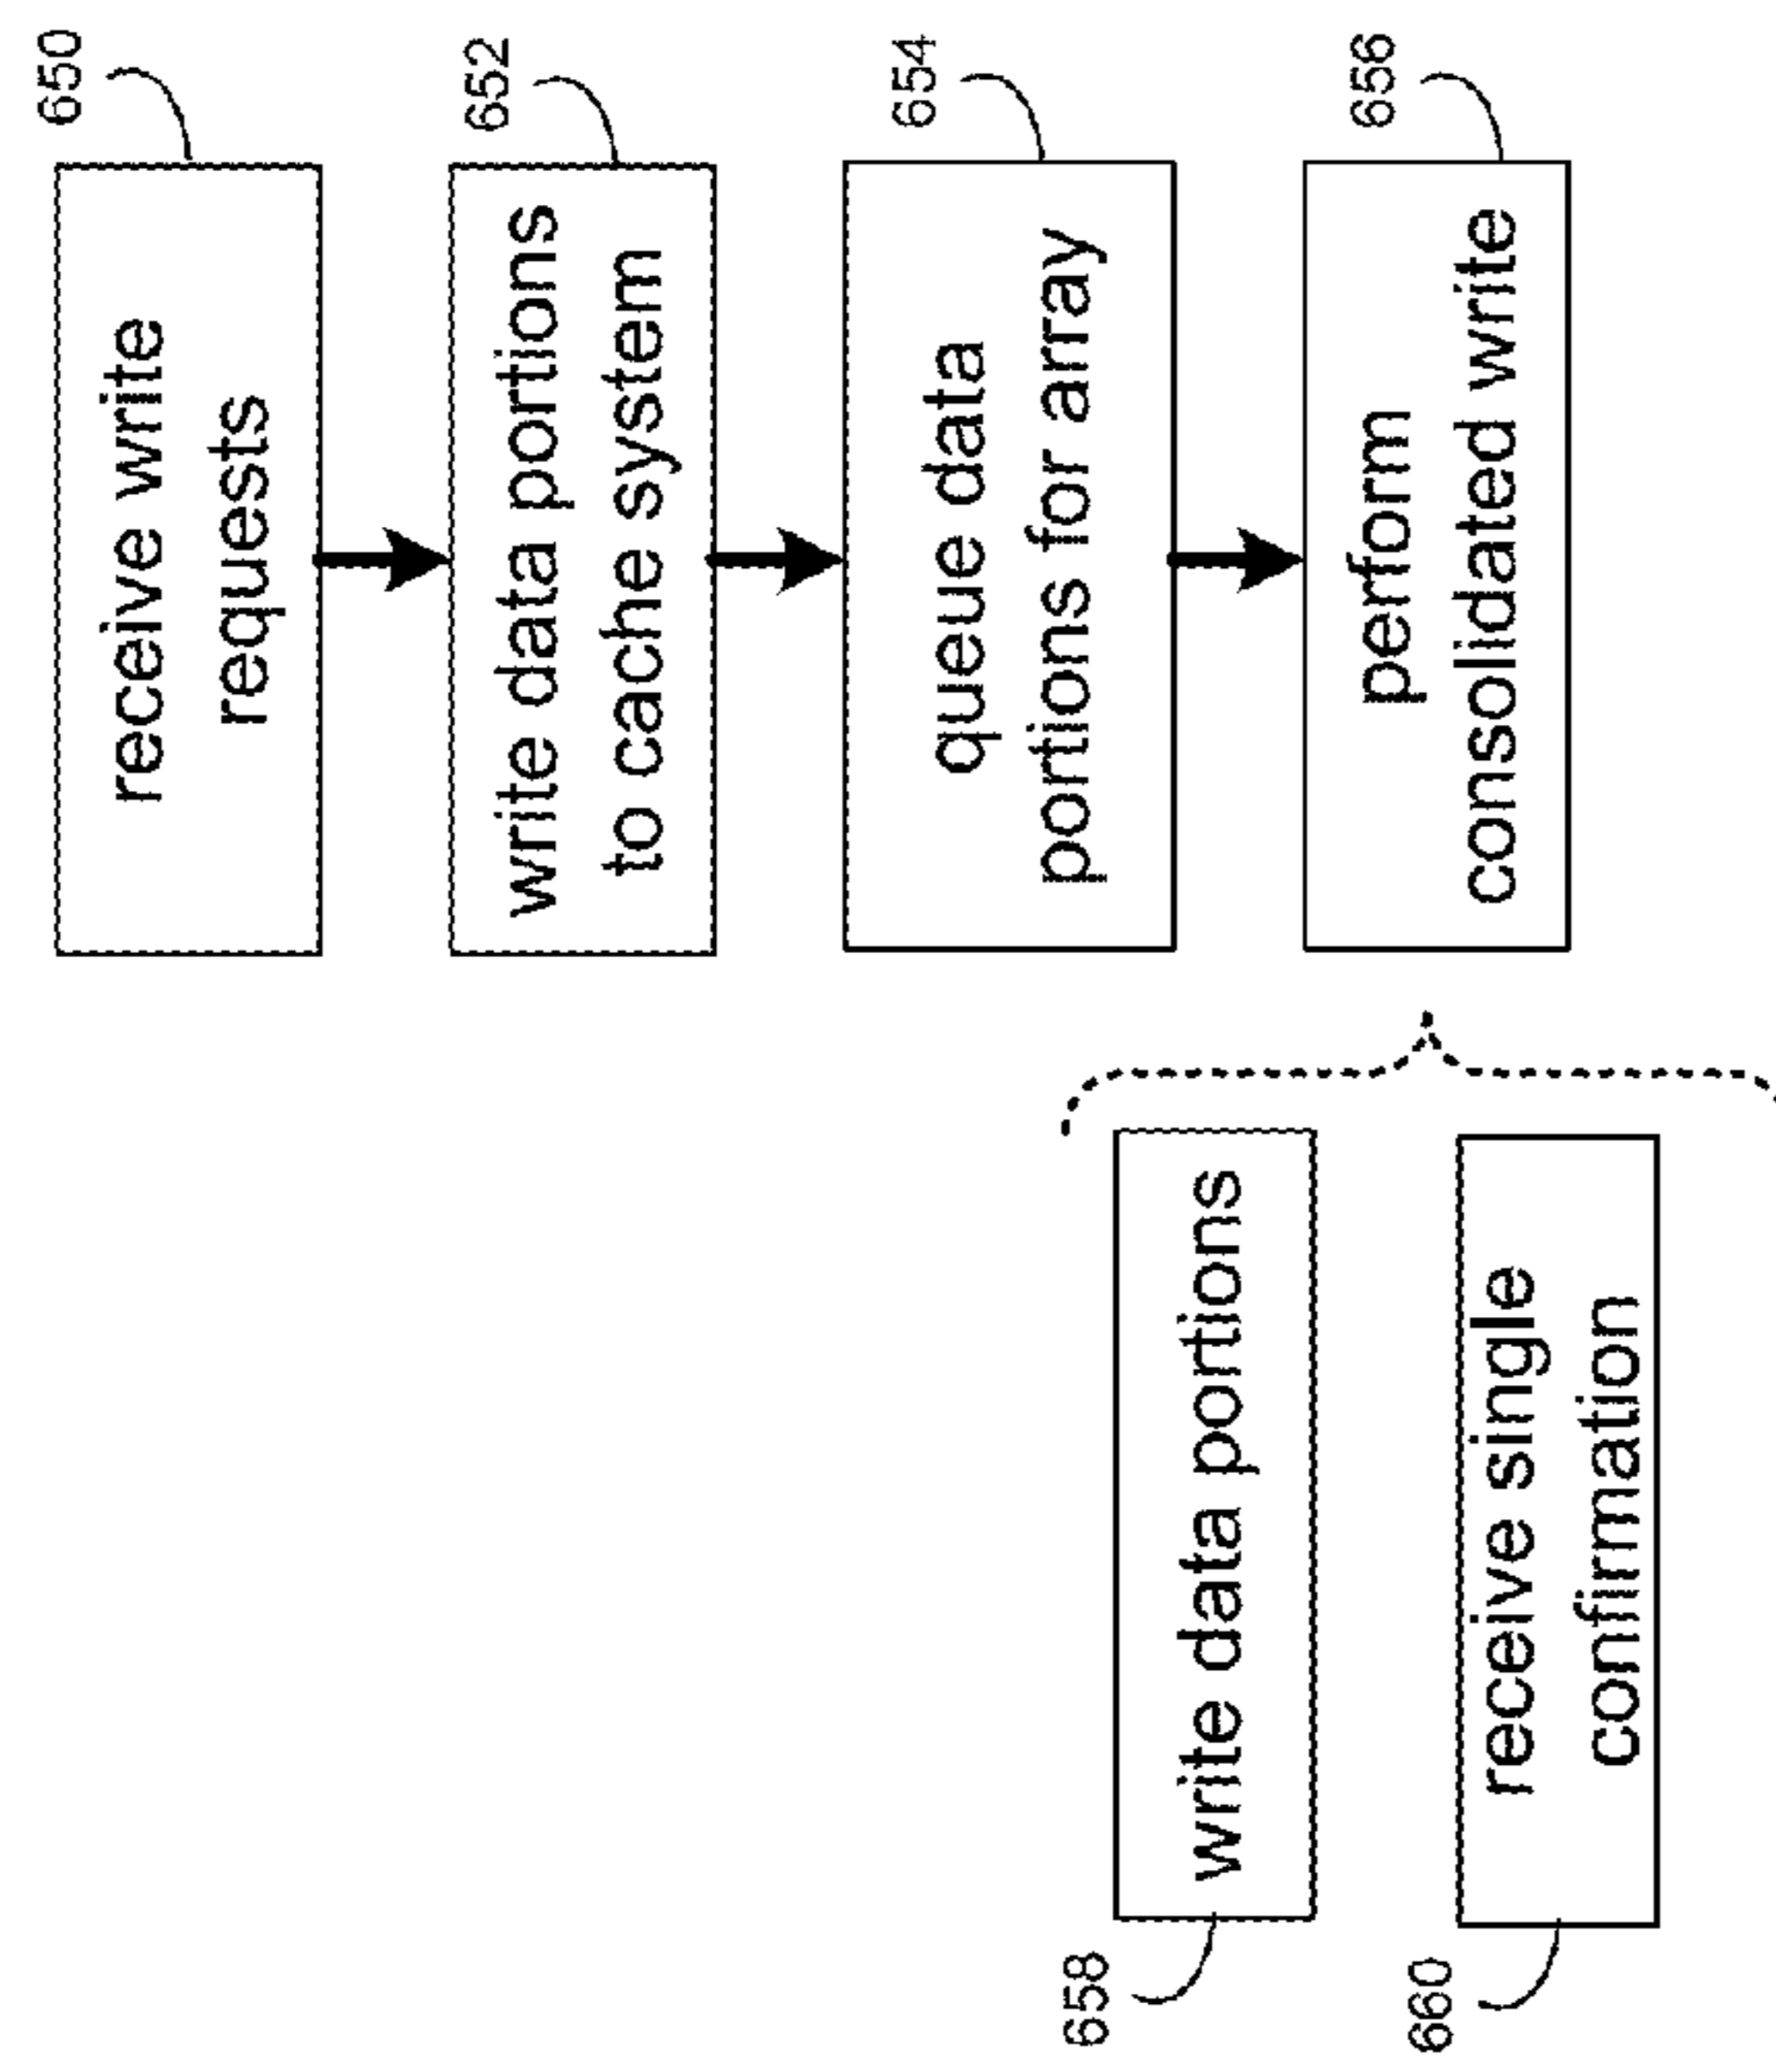 650
receive write
requests
652
write data portions
to cache system
654
queue data
portions for array
656
perform
consolidated write
658
write data portions
660
receive single
confirmation